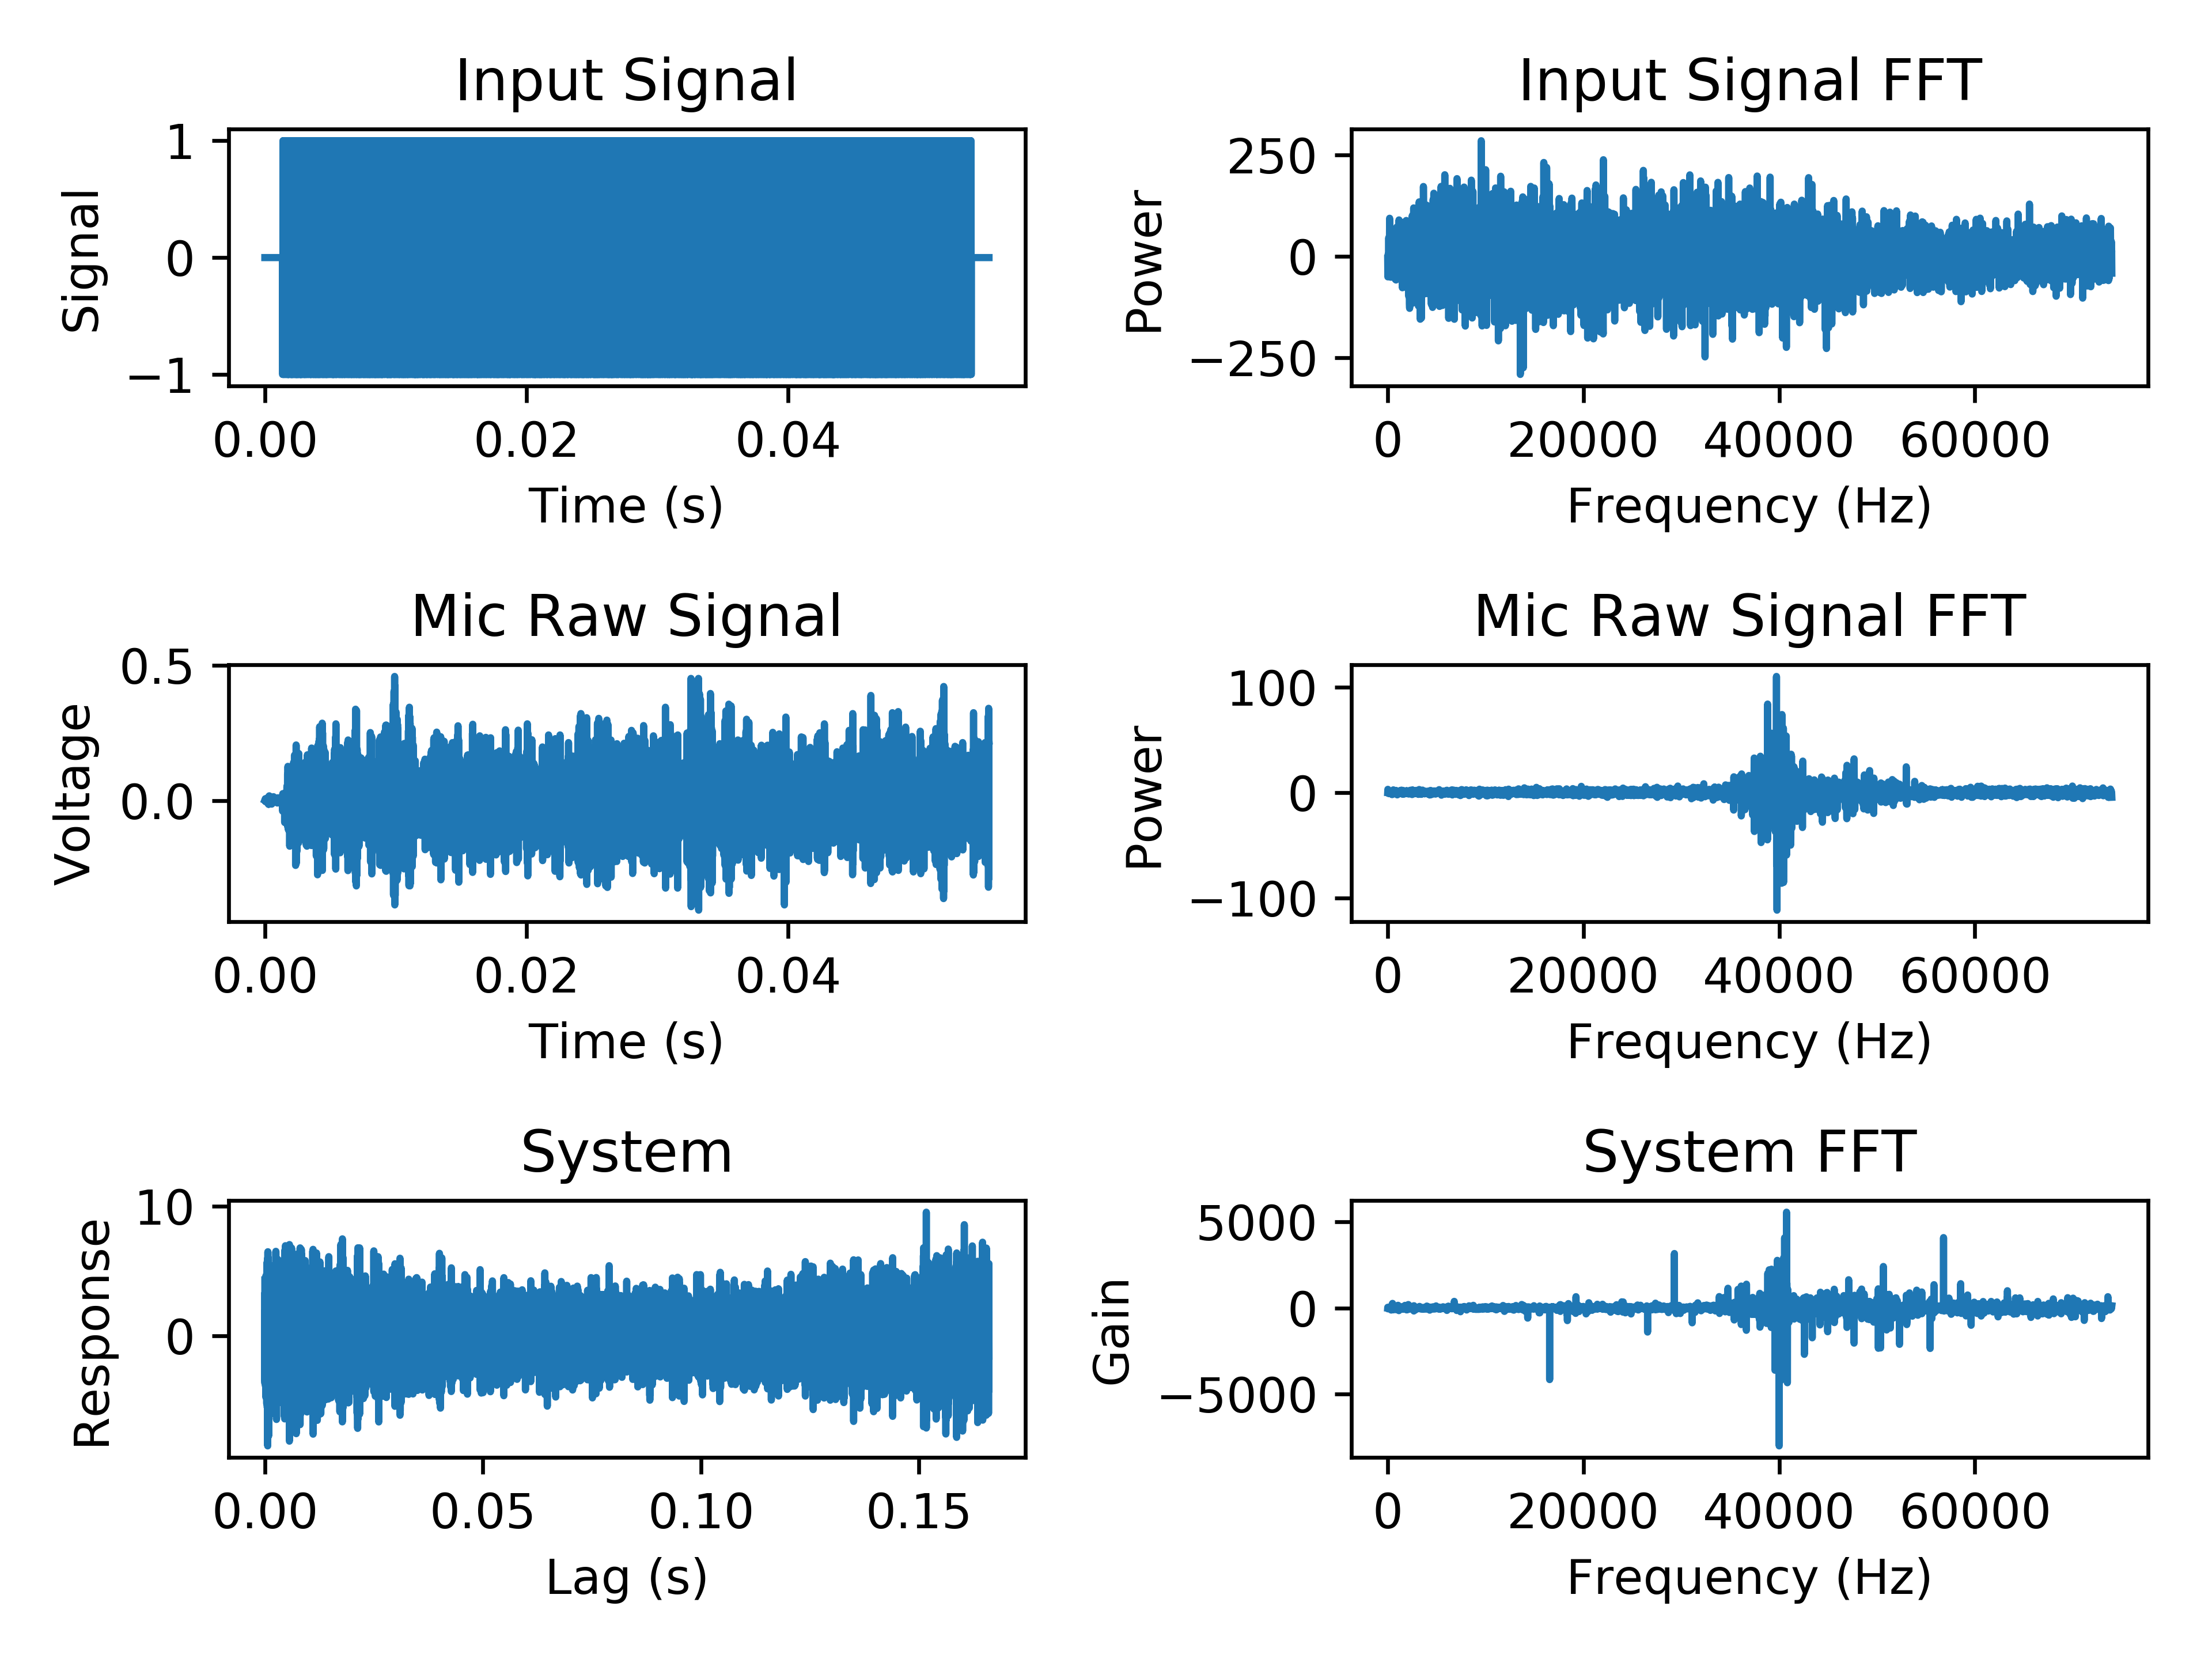 Input Signal
Signal
1
0
−1
0.00 0.02 0.04
Time (s)
Input Signal FFT
Power
250
0
−250
0 20000 40000 60000
Frequency (Hz)
Mic Raw Signal
Voltage
0.5
0.0
0.00 0.02 0.04
Time (s)
Mic Raw Signal FFT
Power
100
0
−100
0 20000 40000 60000
Frequency (Hz)
System
Response
10
0
0.00 0.05 0.10 0.15
Lag (s)
System FFT
Gain
5000
0
−5000
0 20000 40000 60000
Frequency (Hz)